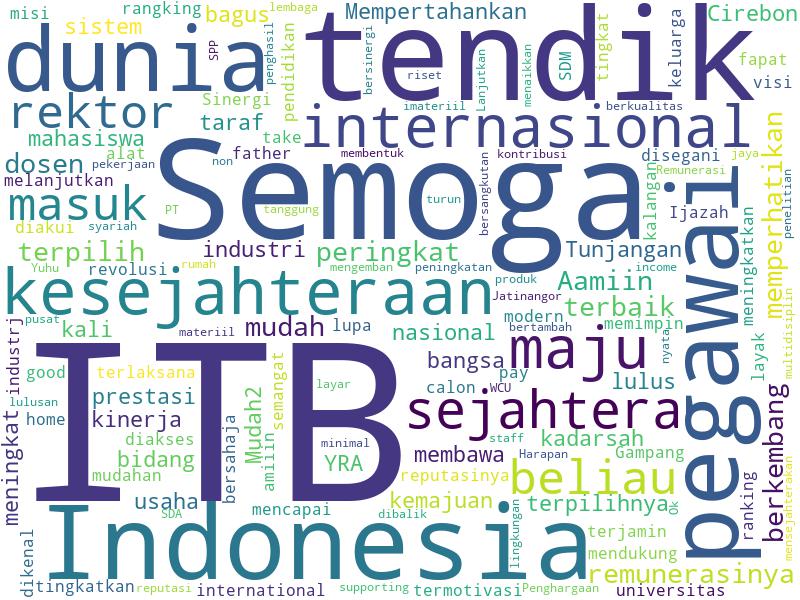 misi
rangking
bagus
lembaga
Mempertahankan
Cirebon
sistem
SPP
penghasil
pendidikan
bersinergi
riset
Lanjutkan
menaikkan
SDM
tingkat
keluarga
fapat
visi
dunia
tendik
rektor
Sinergi
taraf
imateriil
berkualitas
internasional
mahasiswa
alat
take
dosen
pekerjaan
non
father
membentuk
kontribusi
disegani
jaya
melanjutkan
Semoga
bersangkutan
kalangan
Remunerasi
memperhatikan
penelitian
masuk
PT
tanggung
turun
Ijazah
diakui
syariah
terpilih
industri
peringkat
Tunjangan
pegawai
meningkatkan
Yuhu
revolusi
rumah
mengemban
peningkatan
produk
income
Aamiin
kesejahteraan
Jatinangor
terbaik
multidisiplin
industrj
pusat
kali
materiil
mudah
lupa
nasional
modern
bertambah
memimpin
ITB
maju
nyata
layak
good
terlaksana
semangat
layar
bangsa
pay
lulus
lulusan
prestasi
Mudah2
calon
WCU
sejahtera
berkembang
home
kinerja
bersahaja
meningkat
diakses
minimal
staff
Harapan
kadarsah
bidang
amiiin
YRA
membawa
Gampang
mudahan
reputasinya
beliau
ranking
mensejahterakan
usaha
kemajuan
terpilihnya
Ok
SDA
mencapai
dibalik
lingkungan
Indonesia
terjamin
dikenal
mendukung
remunerasinya
tingkatkan
reputasi
international
supporting
termotivasi
Penghargaan
universitas